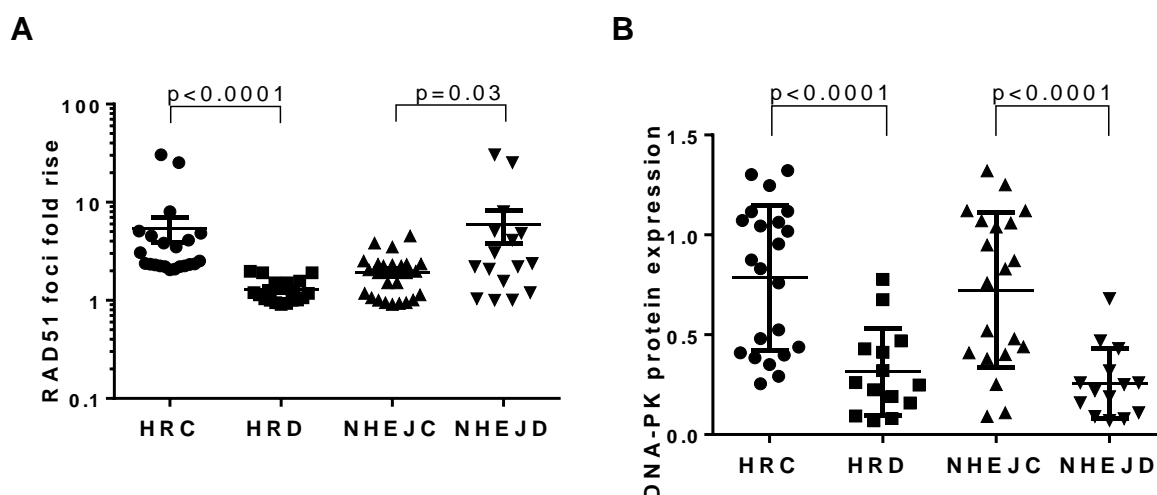 A
RAD51 foci fold rise
100
10
1
0.1
p<0.0001
p=0.03
HRC
HRD
NHEJC
NHEJD
B
DNA-PK protein expression
1.5
1.0
0.5
0.0
p<0.0001
p<0.0001
HRC
HRD
NHEJC
NHEJD